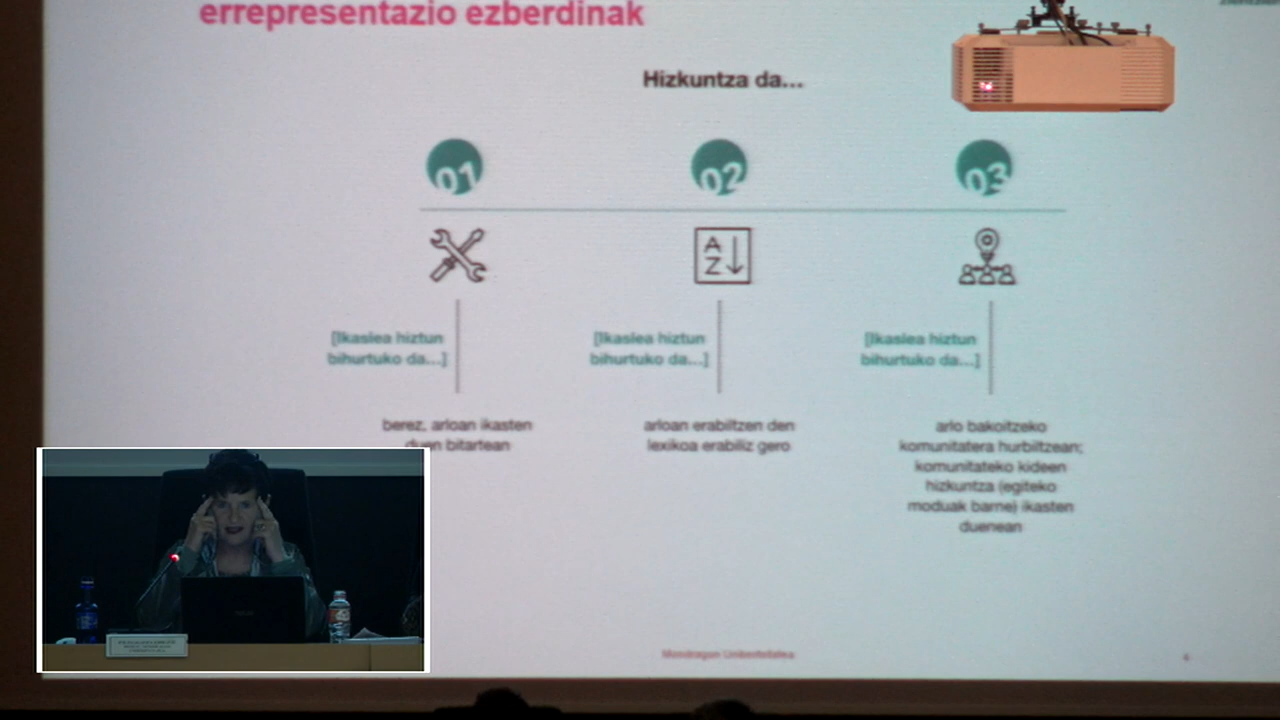 errepresentazio ezberdinak
Hizkuntza da...
01
02
03
A
Z
[Ikaslea hiztun
bihurtuko da...]
[Ikaslea hiztun
bihurtuko da...]
[Ikaslea hiztun
bihurtuko da...]
berez, arloan ikasten
duen bitartean
arloan erabiltzen den
lexikoa erabiliz gero
arlo bakoitzeko
komunitatera hurbiltzean;
komunitateko kideen
hizkuntza (egiteko
moduak barne) ikasten
duenean
Mondragon Unibertsitatea